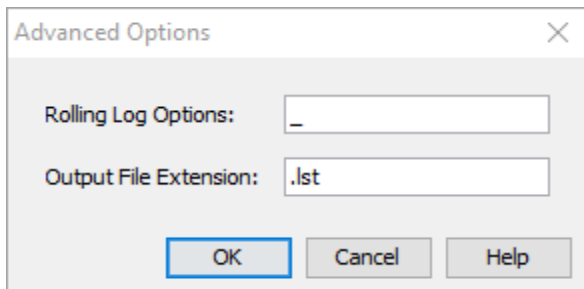 Advanced Options
Rolling Log Options: _
Output File Extension: .lst
OK Cancel Help